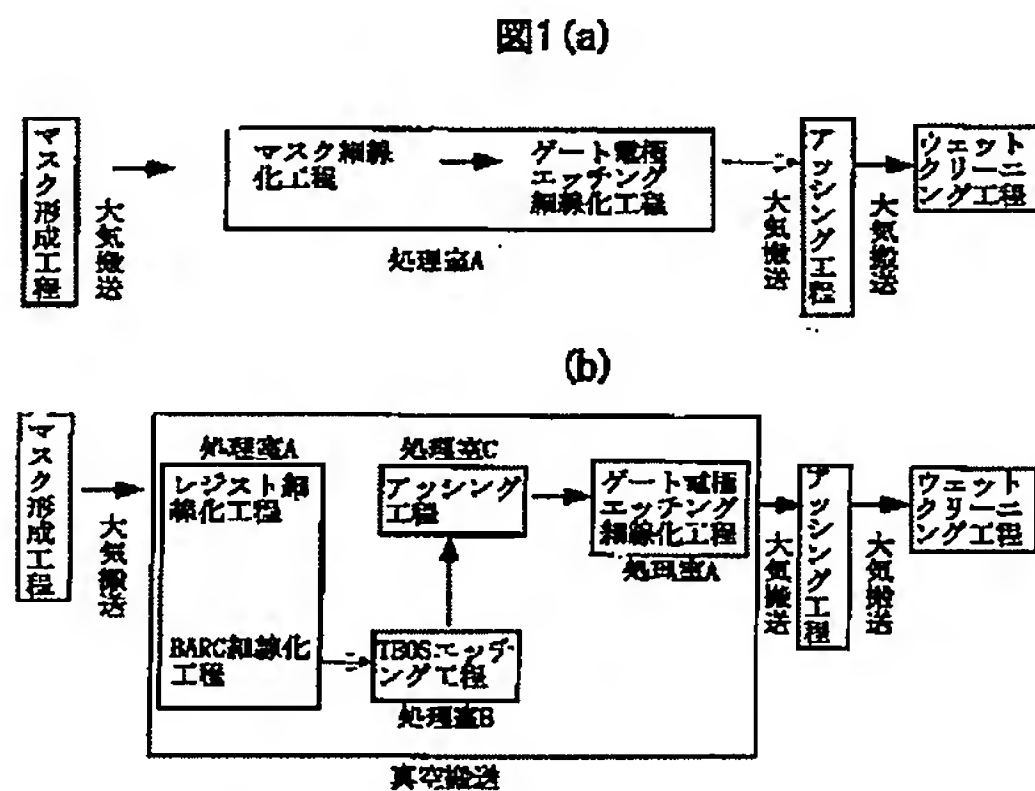 図1(a)
マスク形成工程
大気搬送
マスク細線
化工程
ゲート電極
エッチング
細線化工程
処理室A
大気搬送
アッシング工程
大気搬送
ウェット
クリーニ
ング工程
(b)
マスク形成工程
大気搬送
処理室A
レジスト細
線化工程
BARC細線化
工程
処理室C
アッシング
工程
TEOSエッチ
ング工程
処理室B
ゲート電極
エッチング
細線化工程
処理室A
真空搬送
大気搬送
アッシング工程
大気搬送
ウェット
クリーニ
ング工程